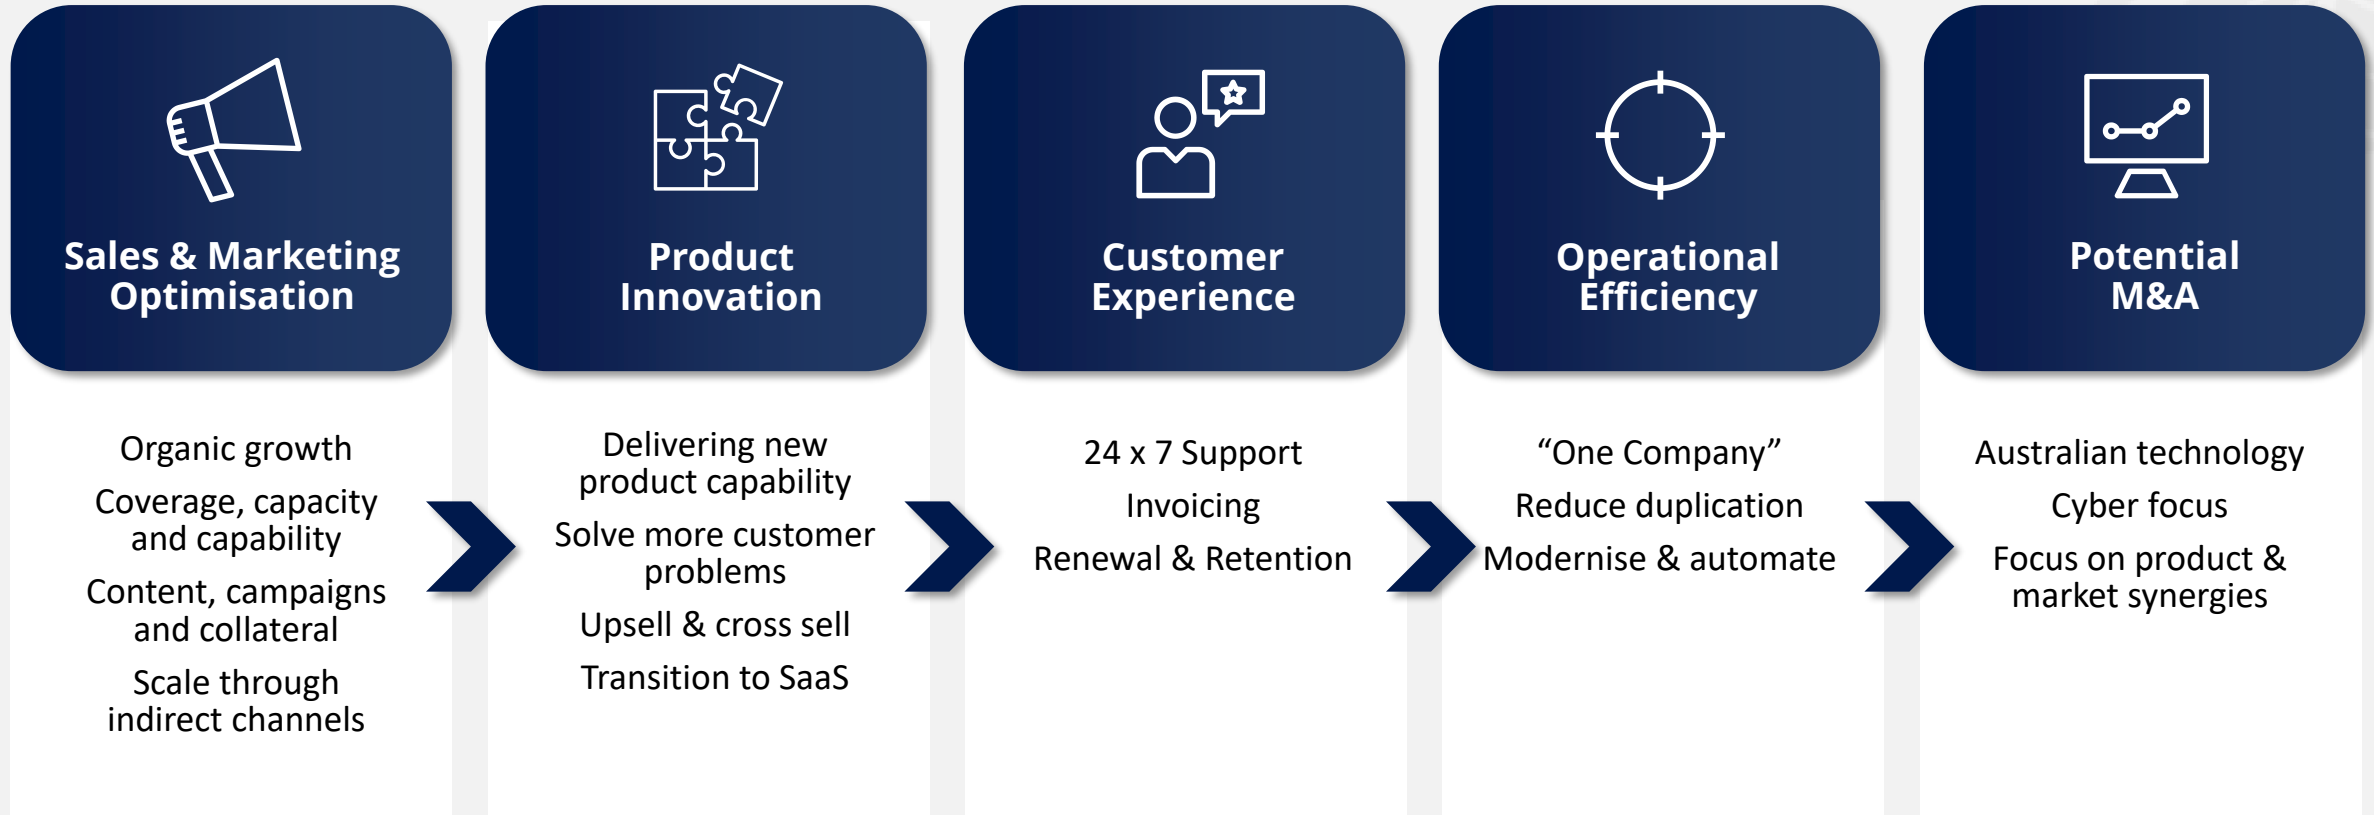 Sales & Marketing
Optimisation
Organic growth
Coverage, capacity
and capability
Content, campaigns
and collateral
Scale through
indirect channels
Product
Innovation
Delivering new
product capability
Solve more customer
problems
Upsell & cross sell
Transition to SaaS
Customer
Experience
24 x 7 Support
Invoicing
Renewal & Retention
Operational
Efficiency
“One Company”
Reduce duplication
Modernise & automate
Potential
M&A
Australian technology
Cyber focus
Focus on product &
market synergies